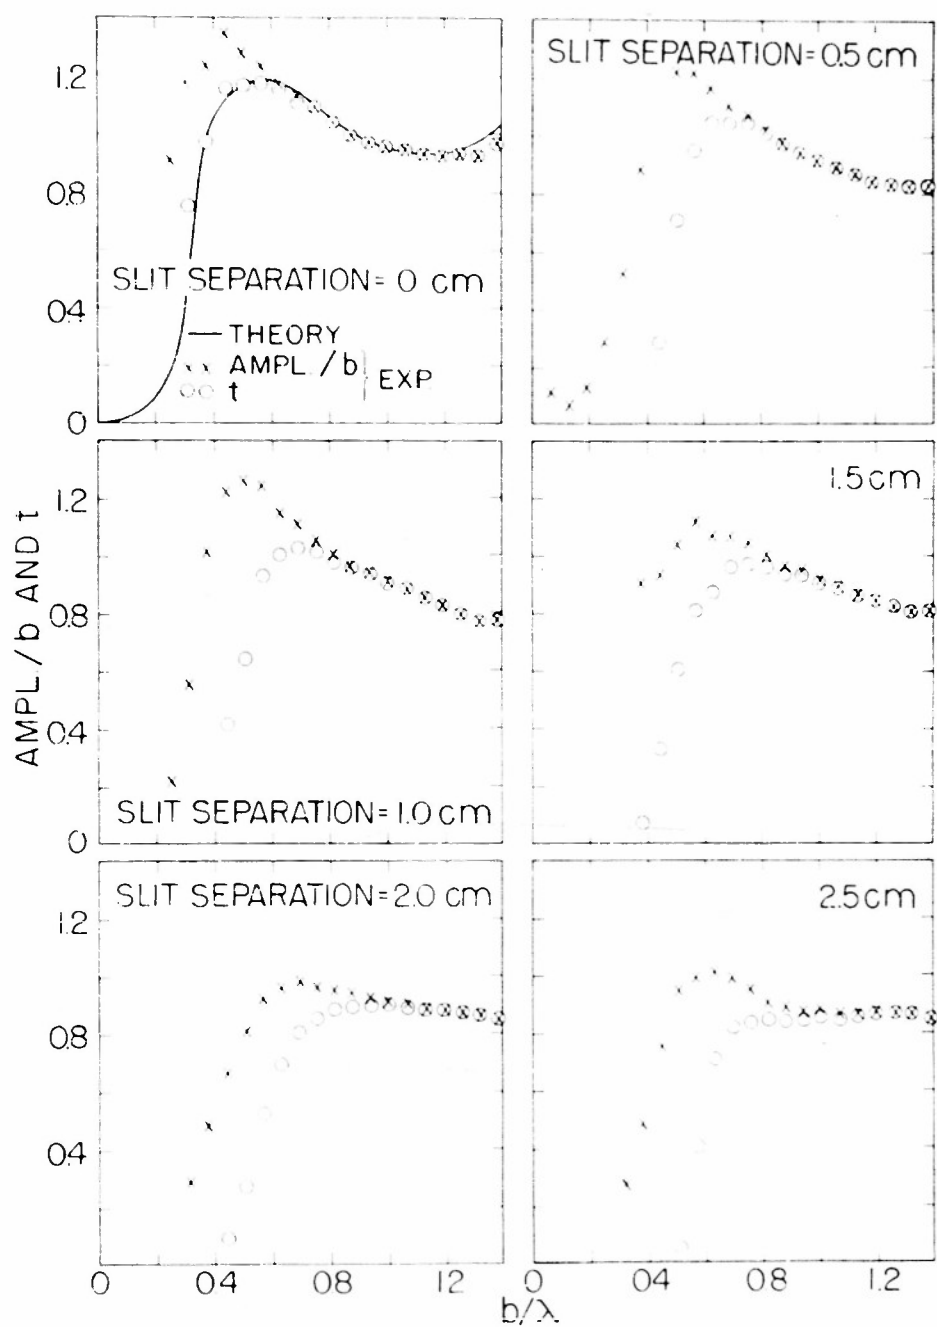 SLIT SEPARATION = 0 cm
— THEORY
x x AMPL./b } EXP
○○ t
SLIT SEPARATION = 0.5 cm
SLIT SEPARATION = 1.0 cm
1.5 cm
SLIT SEPARATION = 2.0 cm
2.5 cm
AMPL./b AND t
1.2
0.8
0.4
0
1.2
0.8
0.4
0
1.2
0.8
0.4
0 0.4 0.8 1.2
0 0.4 0.8 1.2
b/λ